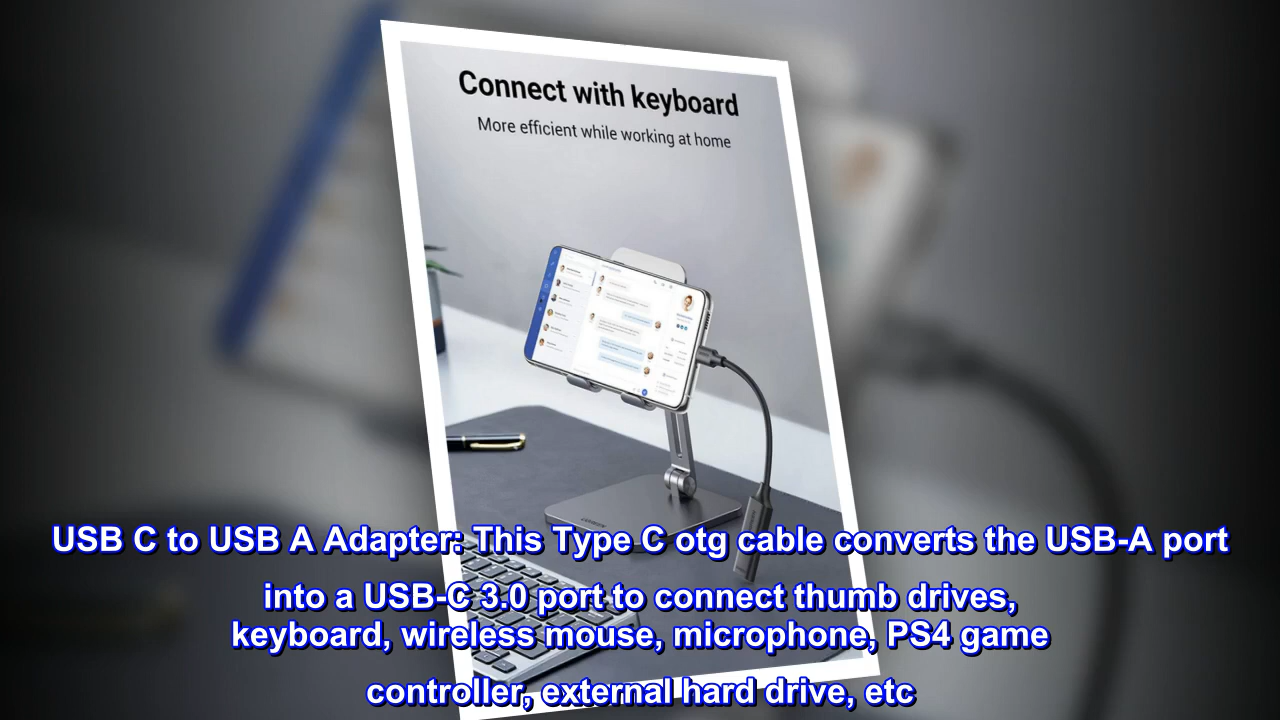 Connect with keyboard
More efficient while working at home
USB C to USB A Adapter: This Type C otg cable converts the USB-A port
into a USB-C 3.0 port to connect thumb drives,
keyboard, wireless mouse, microphone, PS4 game
controller, external hard drive, etc